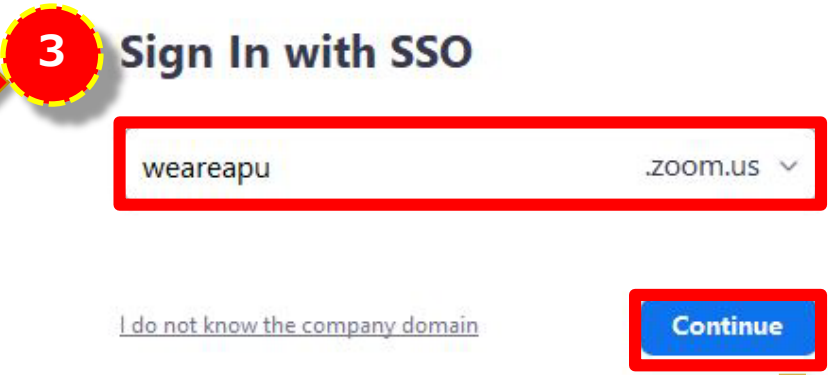 3
Sign In with SSO
weareapu .zoom.us
I do not know the company domain
Continue